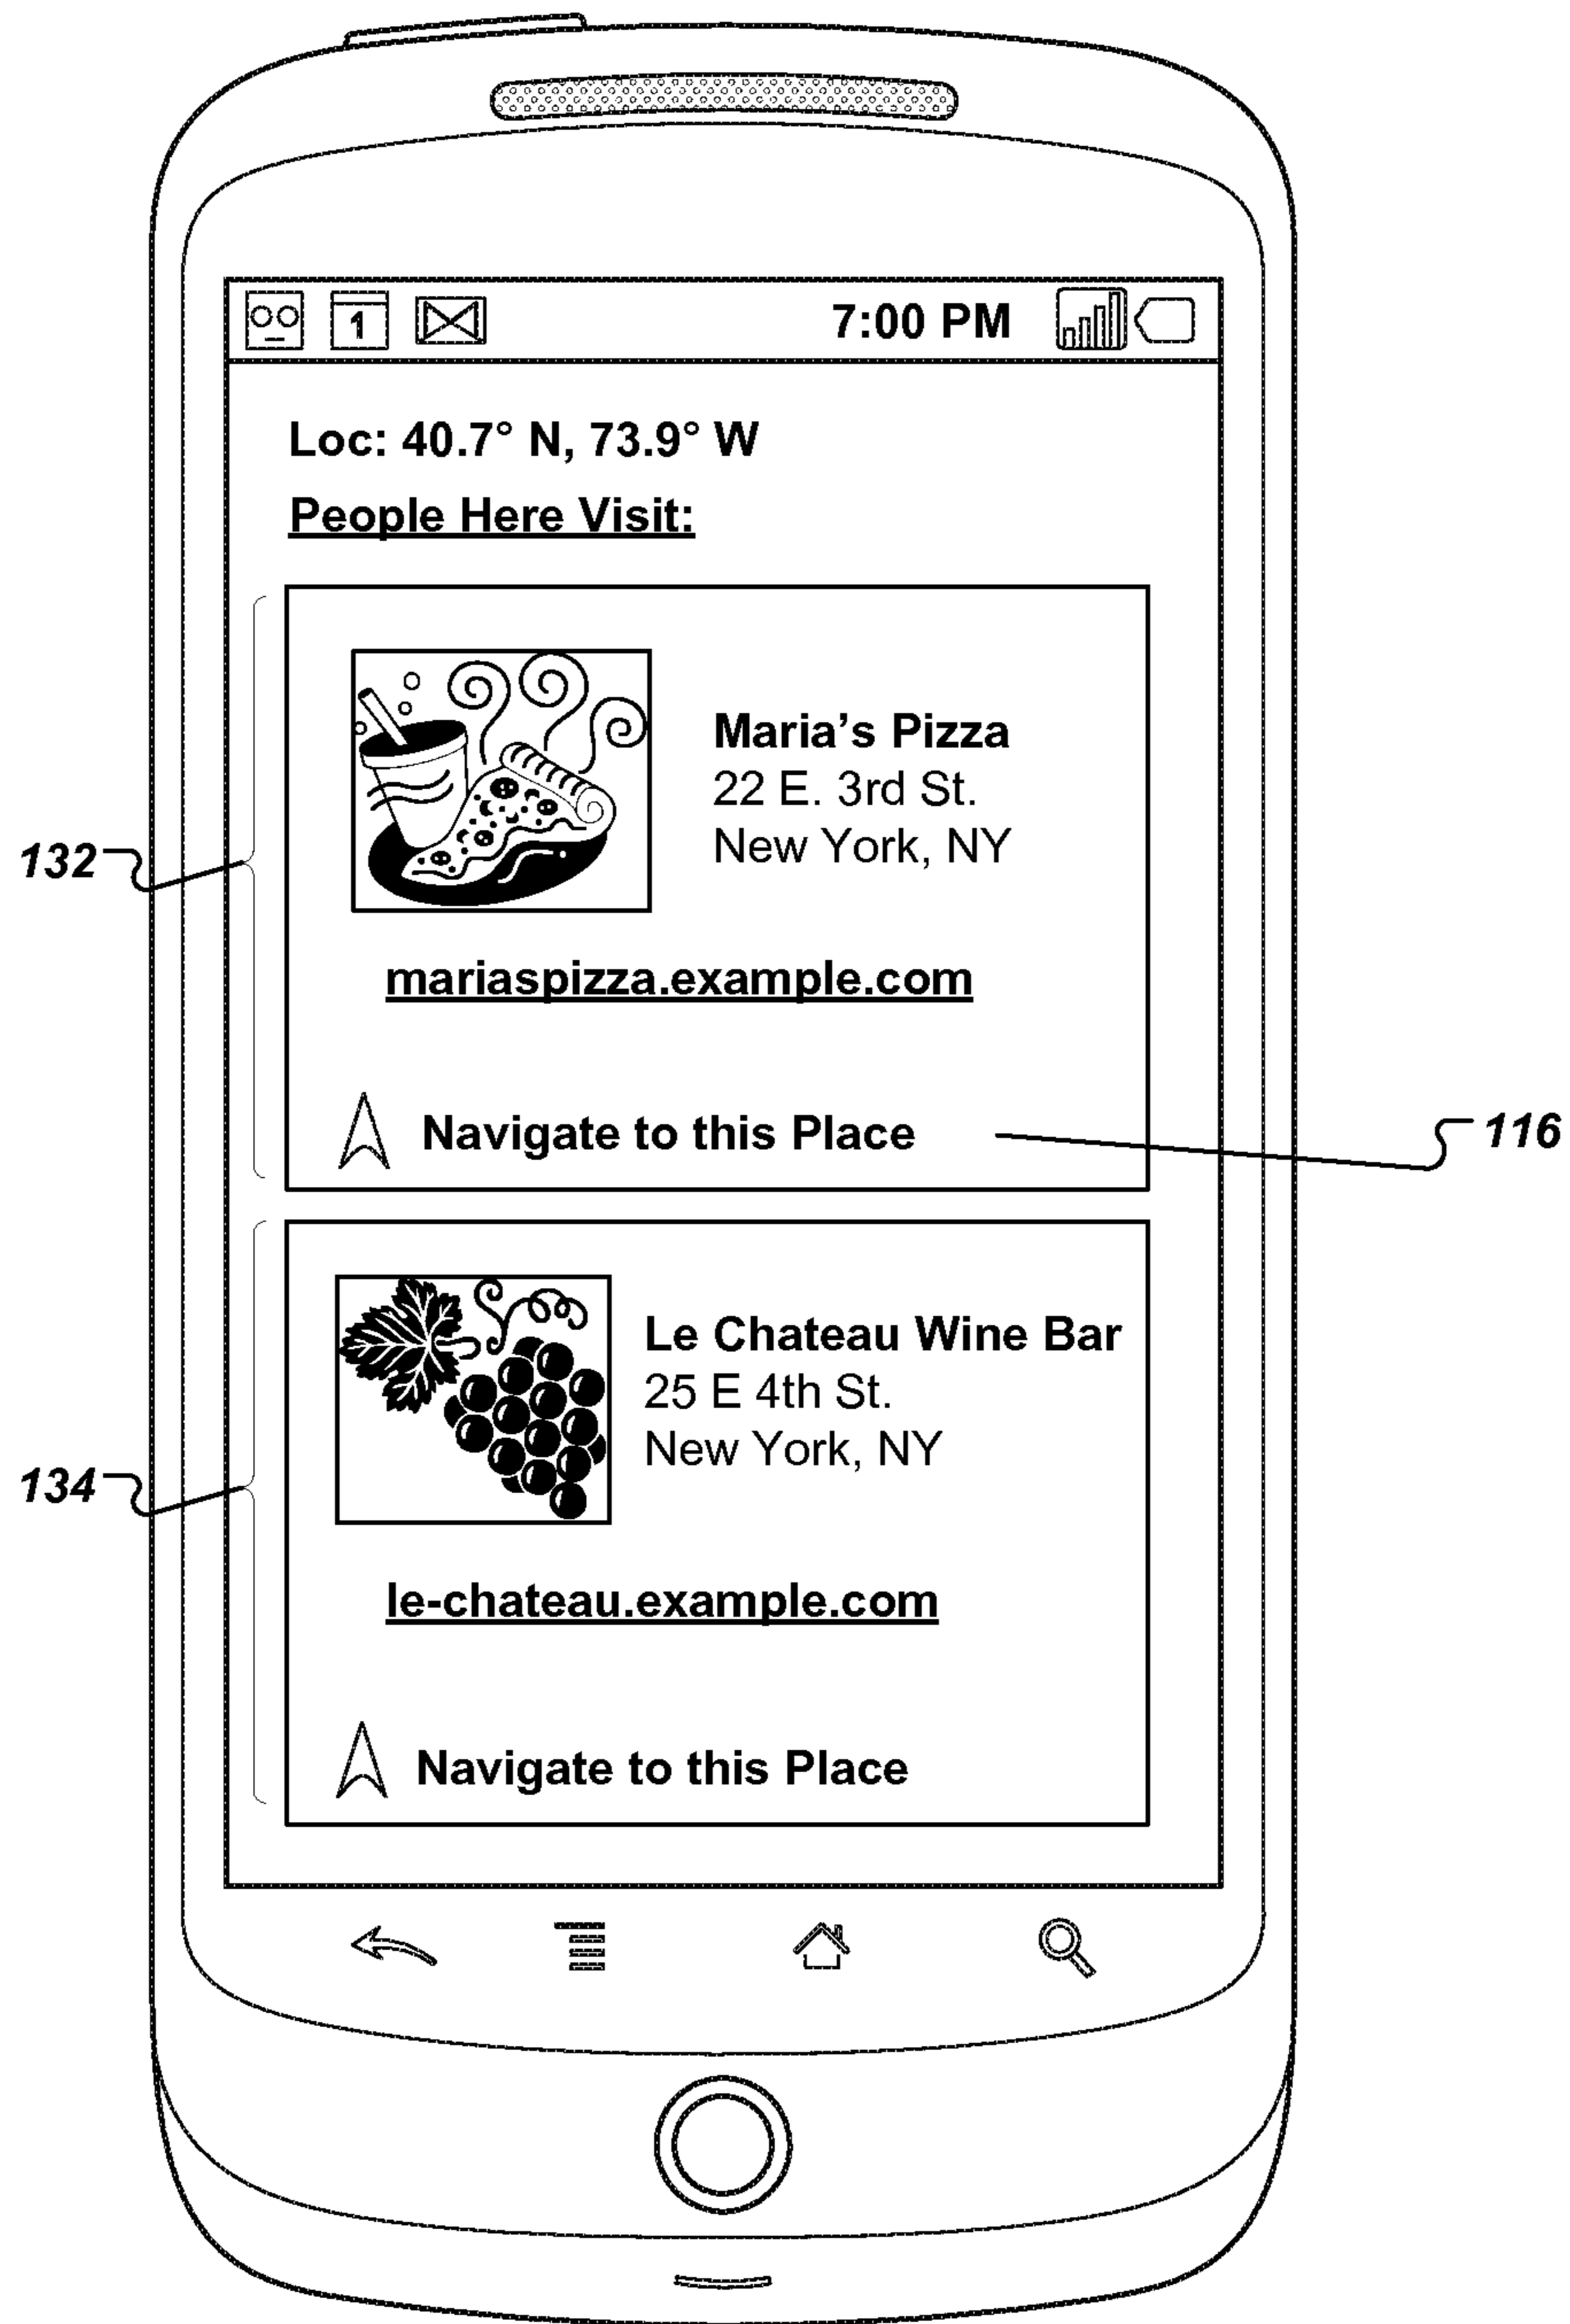 1
7:00 PM
Loc: 40.7° N, 73.9° W
People Here Visit:
Maria's Pizza
22 E. 3rd St.
New York, NY
132
mariaspizza.example.com
Navigate to this Place
116
Le Chateau Wine Bar
25 E 4th St.
New York, NY
134
le-chateau.example.com
Navigate to this Place